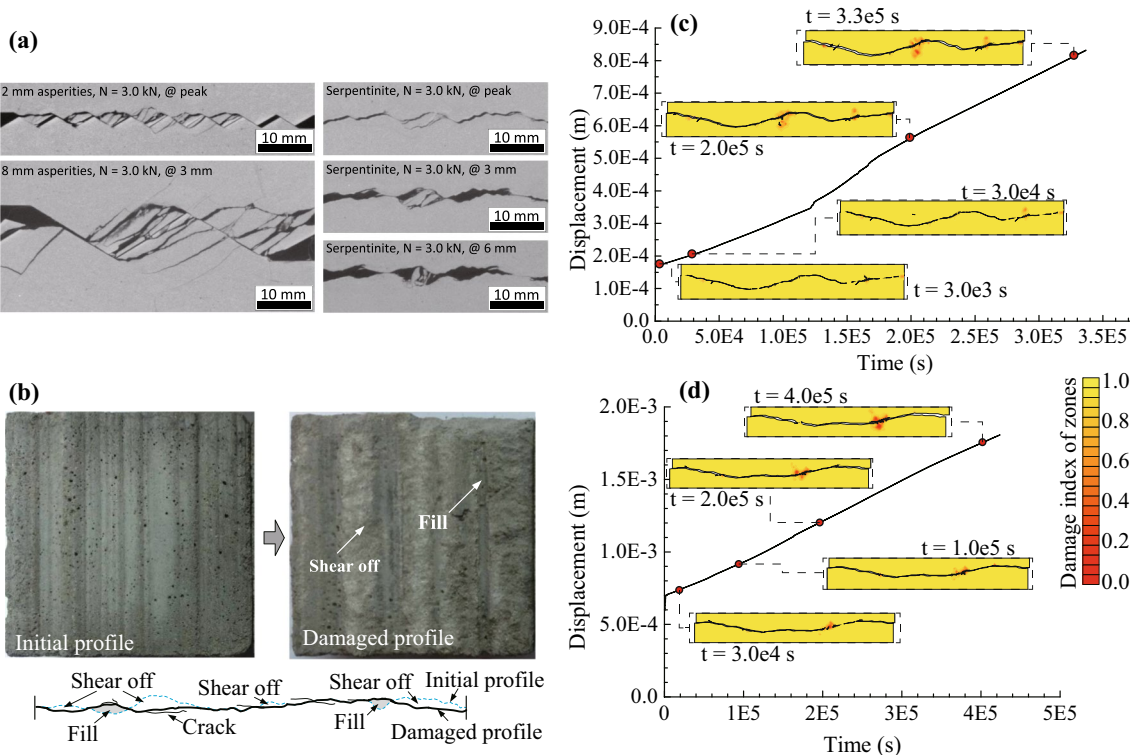 (a)
2 mm asperities, N = 3.0 kN, @ peak
10 mm
8 mm asperities, N = 3.0 kN, @ 3 mm
10 mm
Serpentinite, N = 3.0 kN, @ peak
10 mm
Serpentinite, N = 3.0 kN, @ 3 mm
10 mm
Serpentinite, N = 3.0 kN, @ 6 mm
10 mm
(b)
Initial profile
Shear off
Fill
Damaged profile
Shear off
Shear off
Shear off
Initial profile
Fill
Crack
Fill
Damaged profile
(c)
Displacement (m)
9.0E-4
8.0E-4
7.0E-4
6.0E-4
5.0E-4
4.0E-4
3.0E-4
2.0E-4
1.0E-4
0.0
t = 3.3e5 s
t = 2.0e5 s
t = 3.0e4 s
t = 3.0e3 s
0.0
5.0E4
1.0E5
1.5E5
2.0E5
2.5E5
3.0E5
3.5E5
Time (s)
(d)
Displacement (m)
2.0E-3
1.5E-3
1.0E-3
5.0E-4
0.0
t = 4.0e5 s
t = 2.0e5 s
t = 1.0e5 s
t = 3.0e4 s
0
1E5
2E5
3E5
4E5
5E5
Time (s)
Damage index of zones
1.0
0.8
0.6
0.4
0.2
0.0